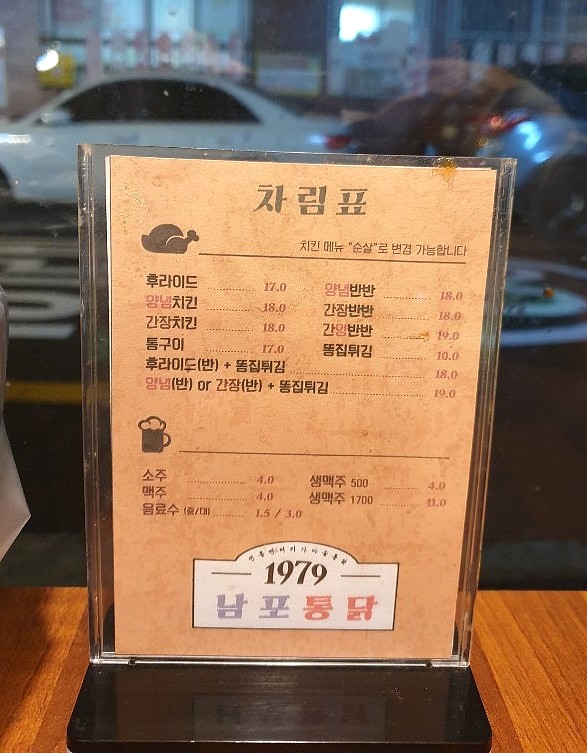 차림표
치킨 메뉴 "순살"로 변경 가능합니다
후라이드 17.0
양념치킨 18.0
간장치킨 18.0
통구이 17.0
양념반반 18.0
간장반반 18.0
간양반반 19.0
똥집튀김 10.0
후라이드(반) + 똥집튀김 18.0
양념(반) or 간장(반) + 똥집튀김 19.0
소주 4.0
맥주 4.0
음료수 (중/대) 1.5 / 3.0
생맥주 500 4.0
생맥주 1700 13.0
1979
남포통닭